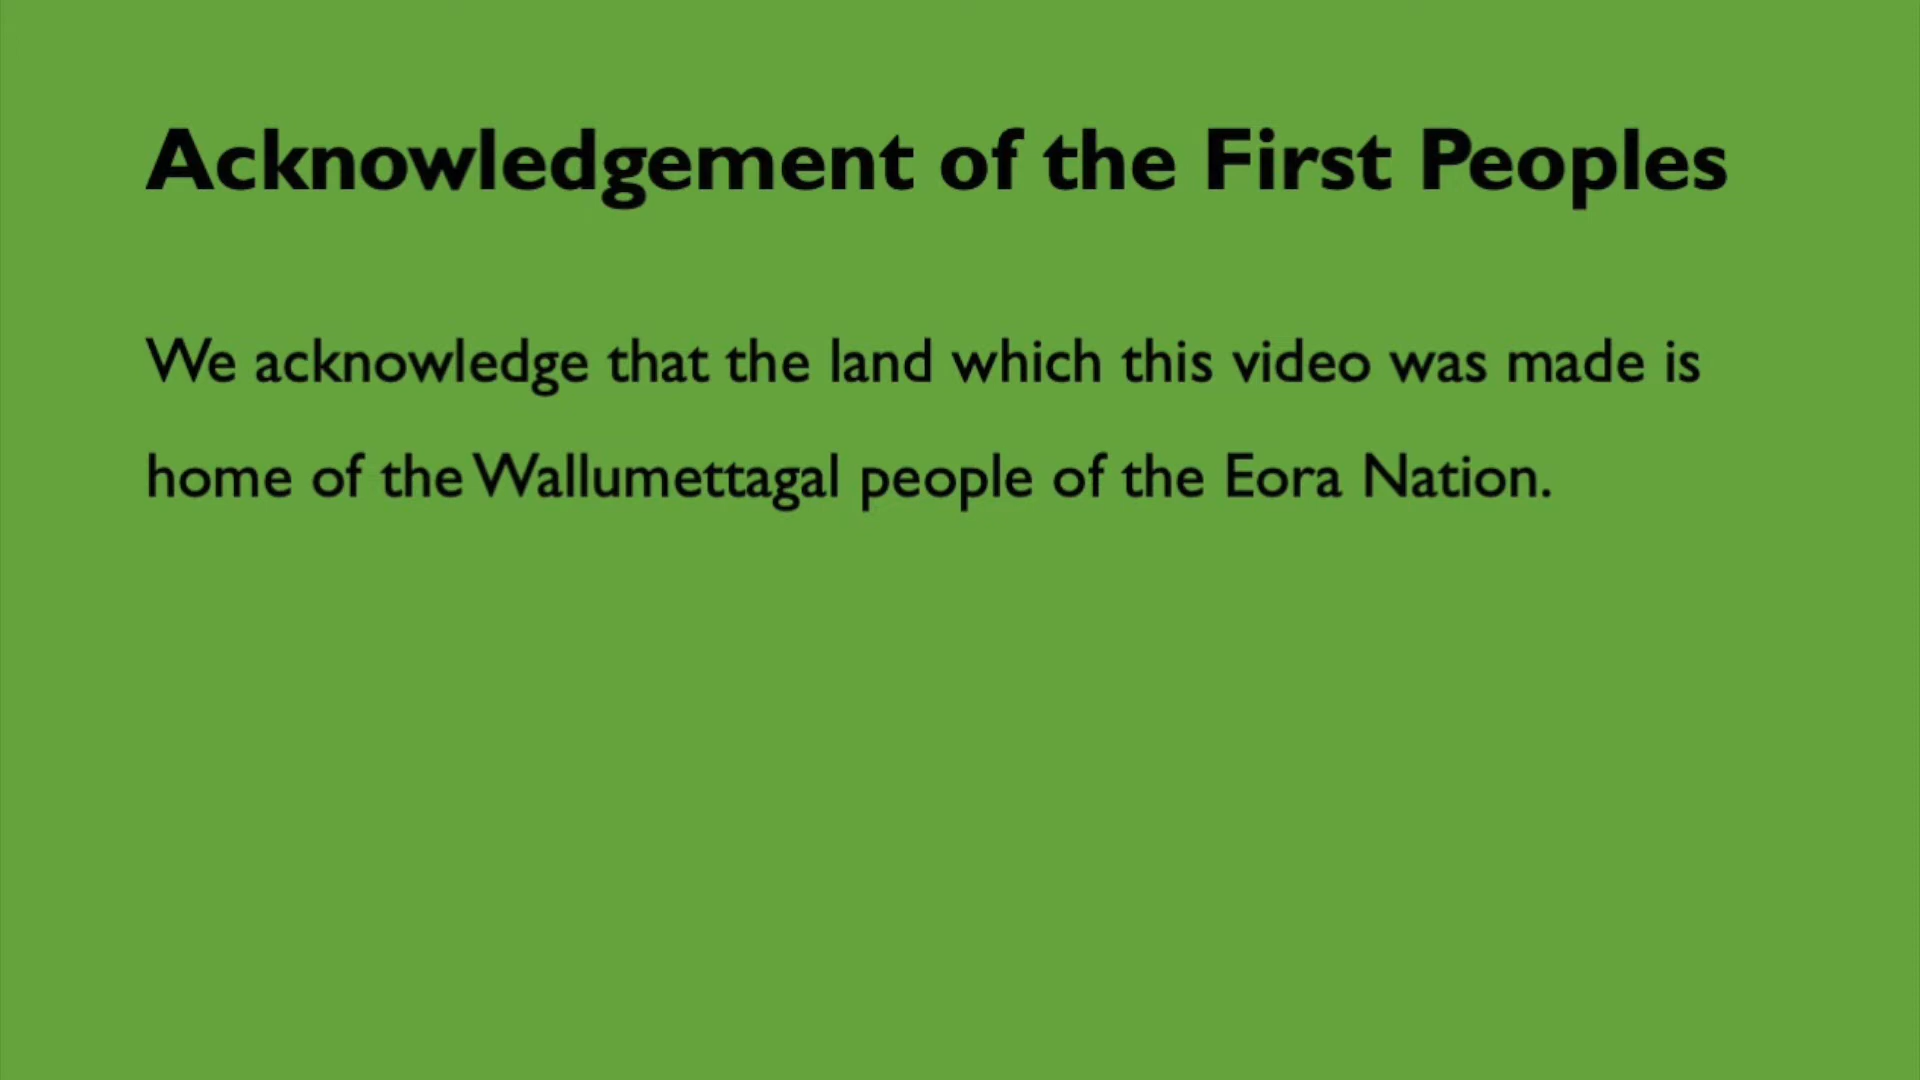 Acknowledgement of the First Peoples
We acknowledge that the land which this video was made is
home of the Wallumettagal people of the Eora Nation.